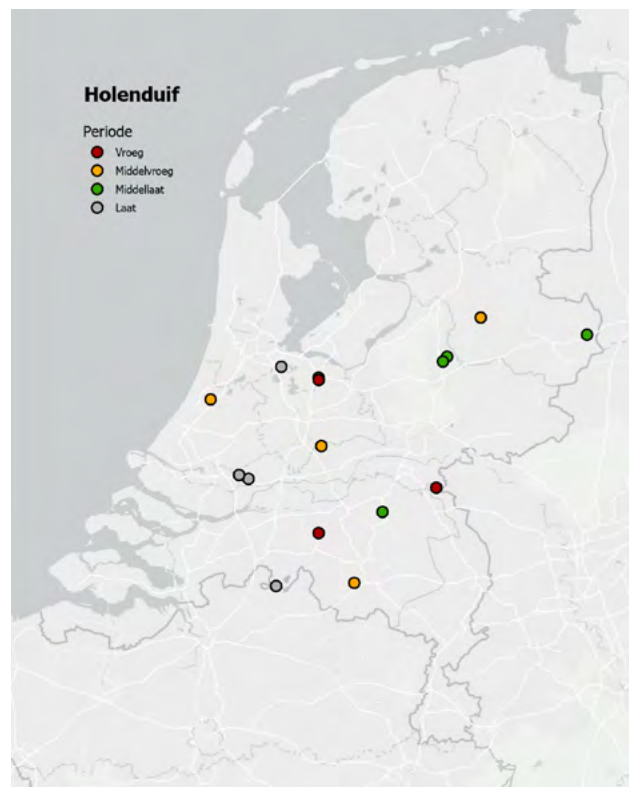 Holenduif
Periode
Vroeg
Middelvroeg
Middellaat
Laat